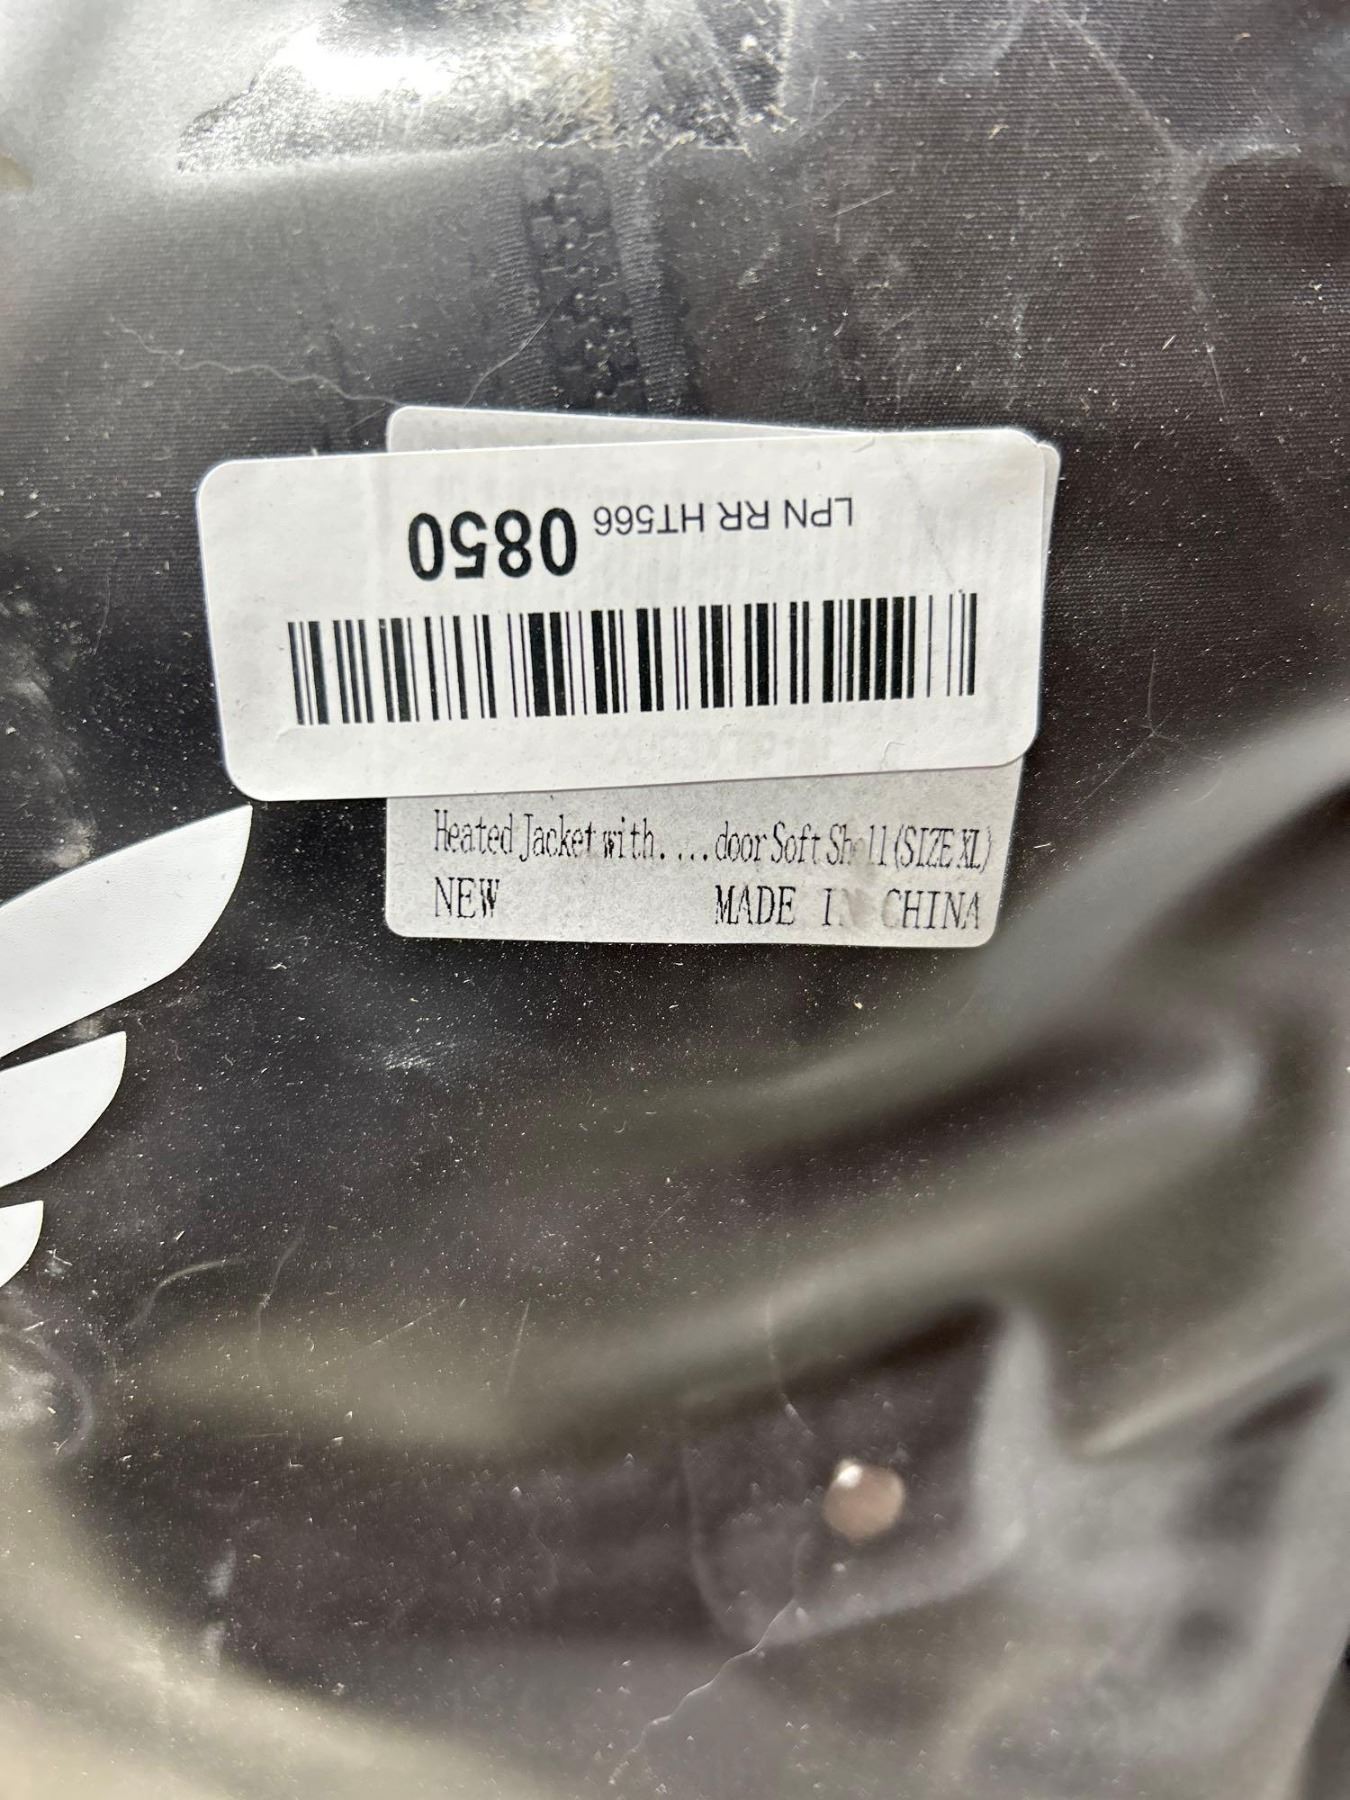 LPN RR HT566 0850
Heated Jacket with....door Soft Shell(SIZE XL)
NEW MADE IN CHINA